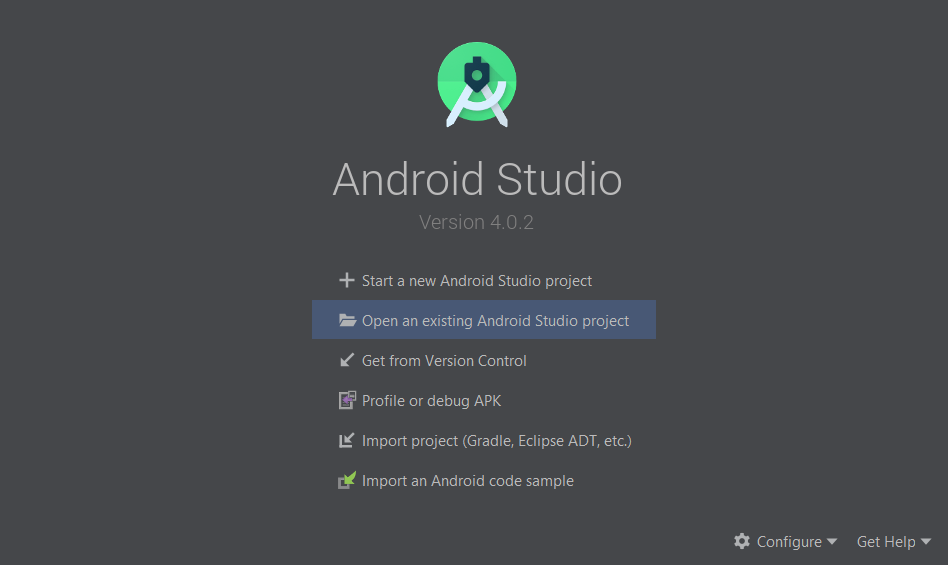 Android Studio
Version 4.0.2
Start a new Android Studio project
Open an existing Android Studio project
Get from Version Control
Profile or debug APK
Import project (Gradle, Eclipse ADT, etc.)
Import an Android code sample
Configure Get Help